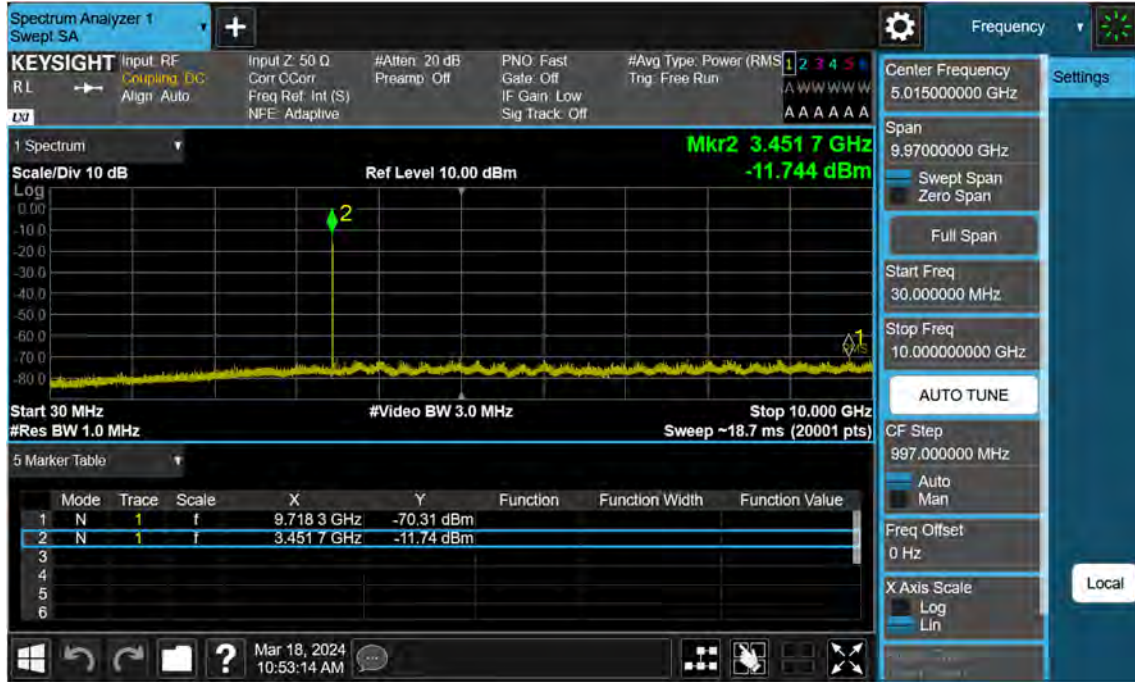 Spectrum Analyzer 1
Swept SA
+
Frequency
KEYSIGHT
RL
LXI
Input: RF
Coupling: DC
Align: Auto
Input Z: 50 Ω
Corr CCorr
Freq Ref: Int (S)
NFE: Adaptive
#Atten: 20 dB
Preamp: Off
PNO: Fast
Gate: Off
IF Gain: Low
Sig Track: Off
#Avg Type: Power (RMS
Trig: Free Run
1 2 3 4 5 6
A W W W W W
A A A A A A
Center Frequency
5.015000000 GHz
Settings
1 Spectrum
Mkr2 3.451 7 GHz
Scale/Div 10 dB
Ref Level 10.00 dBm
-11.744 dBm
Log
0.00
-10.0
-20.0
-30.0
-40.0
-50.0
-60.0
-70.0
-80.0
2
1
RMS
Start 30 MHz
#Video BW 3.0 MHz
Stop 10.000 GHz
#Res BW 1.0 MHz
Sweep ~18.7 ms (20001 pts)
Span
9.97000000 GHz
Swept Span
Zero Span
Full Span
Start Freq
30.000000 MHz
Stop Freq
10.000000000 GHz
AUTO TUNE
CF Step
997.000000 MHz
Auto
Man
Freq Offset
0 Hz
X Axis Scale
Log
Lin
Local
5 Marker Table
Mode Trace Scale X Y Function Function Width Function Value
1 N 1 f 9.718 3 GHz -70.31 dBm
2 N 1 f 3.451 7 GHz -11.74 dBm
3
4
5
6
?
Mar 18, 2024
10:53:14 AM